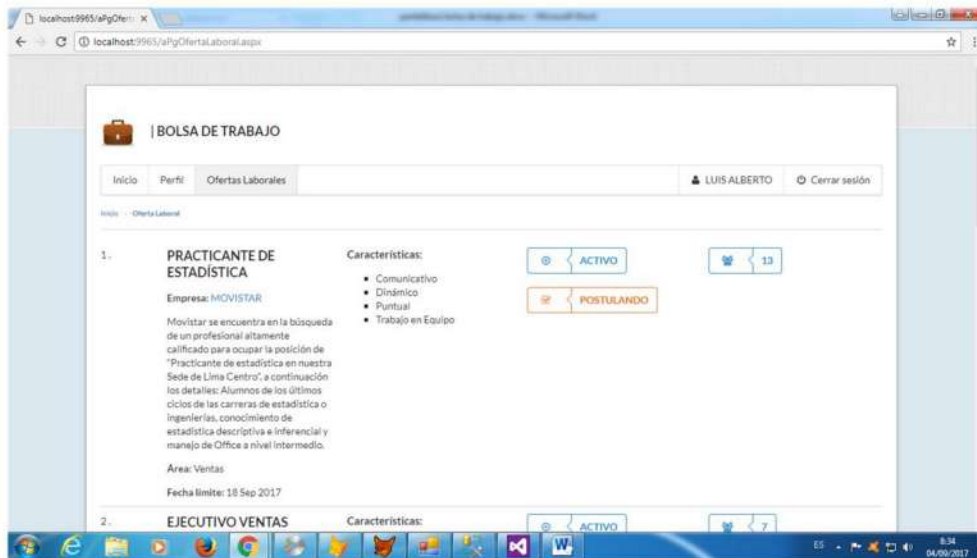 localhost:9965/aPgOfert
localhost:9965/aPgOfertaLaboral.aspx
| BOLSA DE TRABAJO
Inicio Perfil Ofertas Laborales LUIS ALBERTO Cerrar sesión
Inicio Oferta Laboral
1.
PRACTICANTE DE
ESTADÍSTICA
Empresa: MOVISTAR
Movistar se encuentra en la búsqueda
de un profesional altamente
calificado para ocupar la posición de
"Practicante de estadística en nuestra
Sede de Lima Centro", a continuación
los detalles: Alumnos de los últimos
ciclos de las carreras de estadística o
ingenierías, conocimiento de
estadística descriptiva e inferencial y
manejo de Office a nivel intermedio.
Area: Ventas
Fecha limite: 18 Sep 2017
Características:
Comunicativo
Dinámico
Puntual
Trabajo en Equipo
ACTIVO
POSTULANDO
13
2.
EJECUTIVO VENTAS
Características:
ACTIVO
7
ES
6:34
04/09/2017